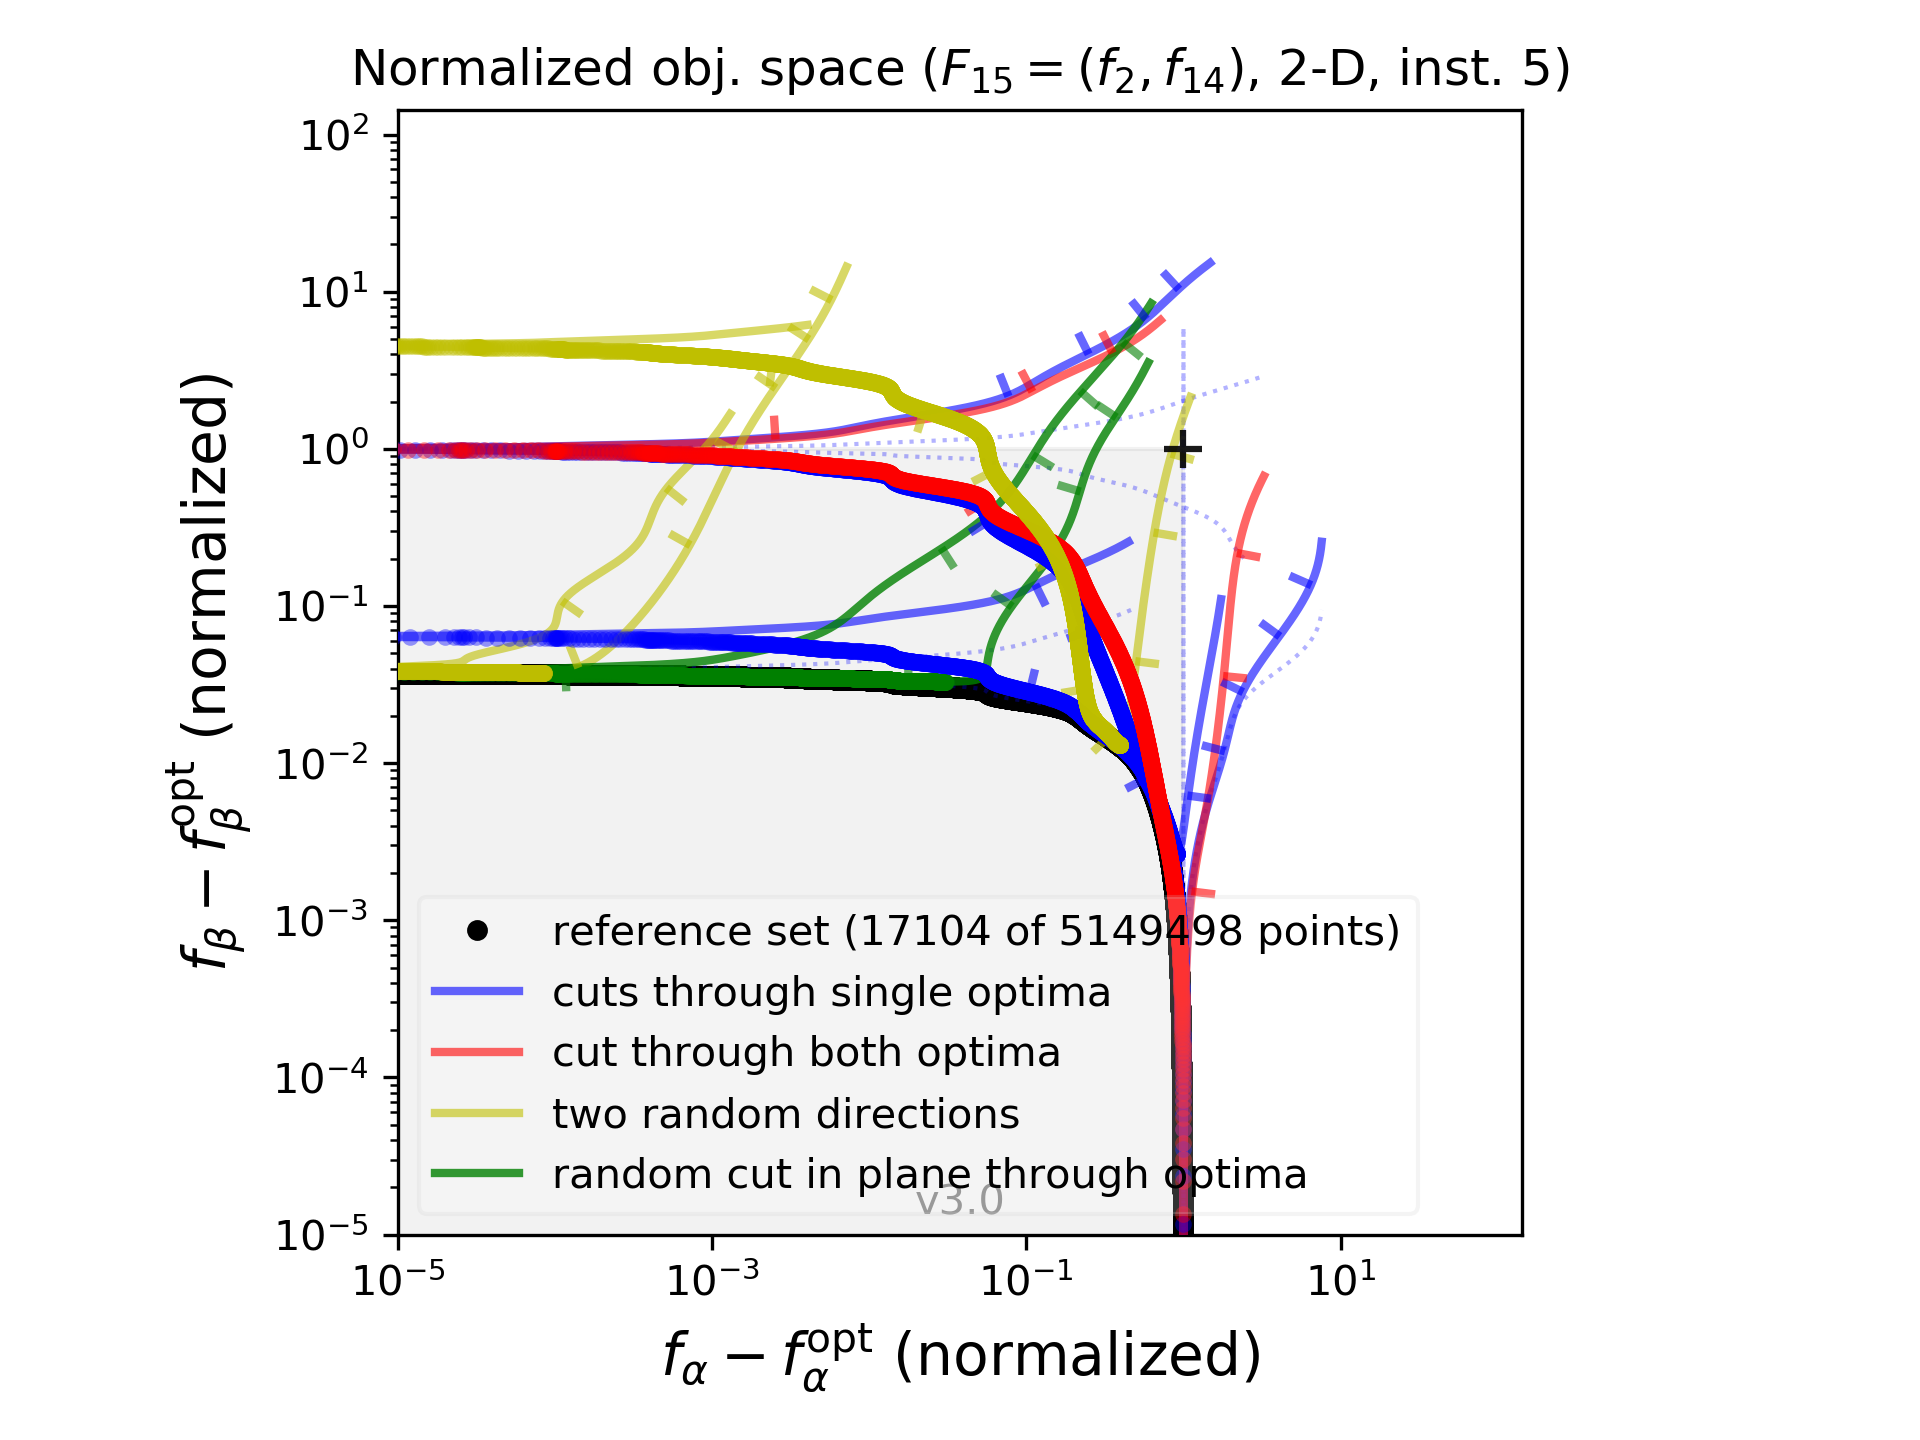 Normalized obj. space (F₁₅ = (f₂, f₁₄), 2-D, inst. 5)
10²
10¹
10⁰
10⁻¹
10⁻²
10⁻³
10⁻⁴
10⁻⁵
f_β − f_β^opt (normalized)
reference set (17104 of 5149498 points)
cuts through single optima
cut through both optima
two random directions
random cut in plane through optima
v3.0
10⁻⁵ 10⁻³ 10⁻¹ 10¹
f_α − f_α^opt (normalized)